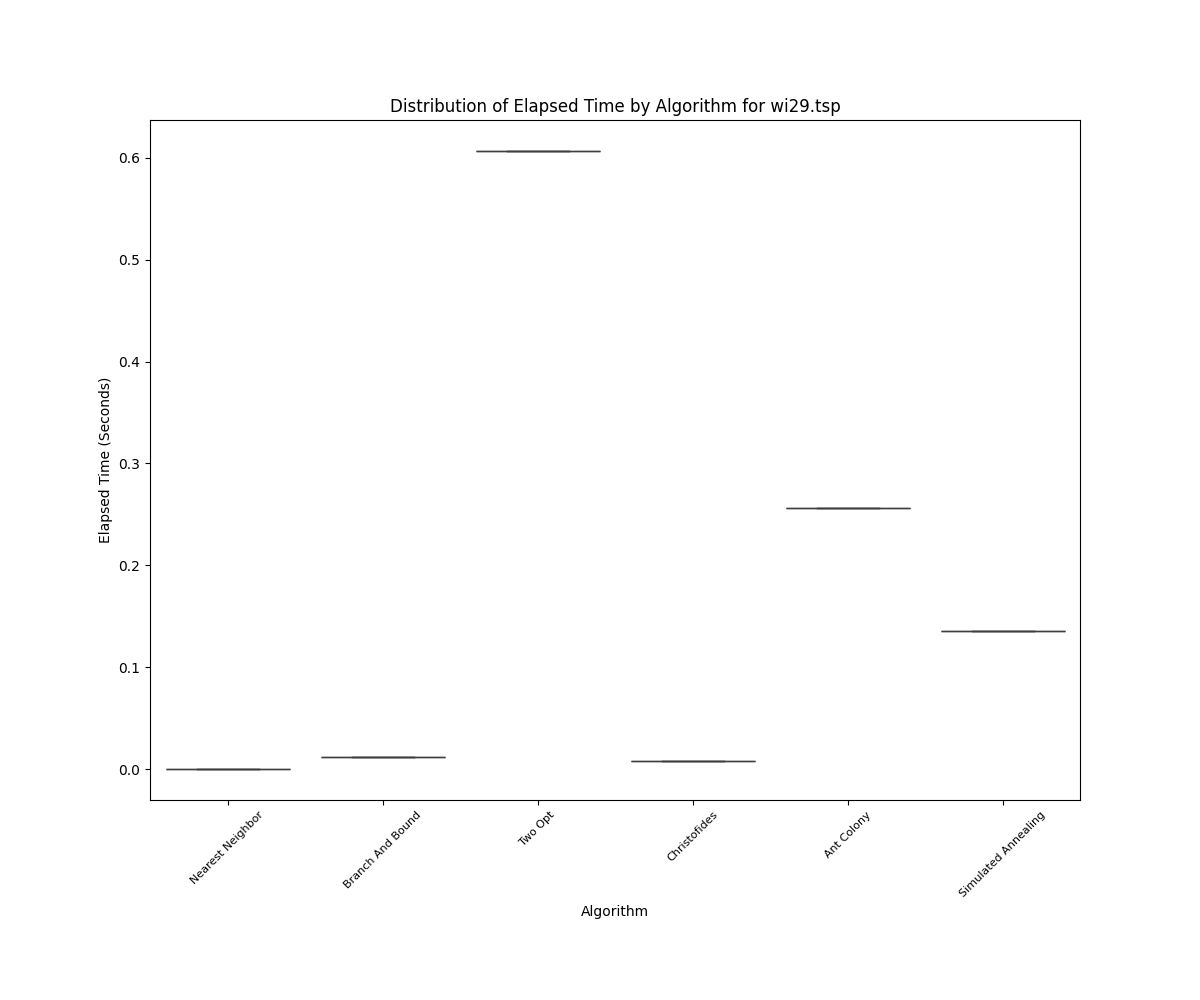 Distribution of Elapsed Time by Algorithm for wi29.tsp
Elapsed Time (Seconds)
0.6
0.5
0.4
0.3
0.2
0.1
0.0
Nearest Neighbor
Branch And Bound
Two Opt
Christofides
Ant Colony
Simulated Annealing
Algorithm